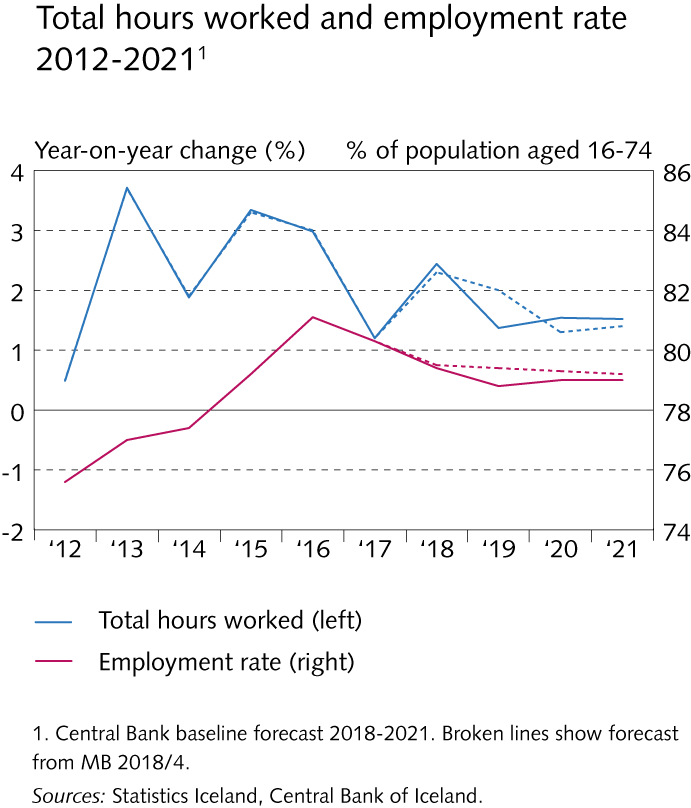 Total hours worked and employment rate
2012-2021¹
Year-on-year change (%) % of population aged 16-74
4 86
3 84
2 82
1 80
0 78
-1 76
-2 74
‘12 ‘13 ‘14 ‘15 ‘16 ‘17 ‘18 ‘19 ‘20 ‘21
Total hours worked (left)
Employment rate (right)
1. Central Bank baseline forecast 2018-2021. Broken lines show forecast
from MB 2018/4.
Sources: Statistics Iceland, Central Bank of Iceland.